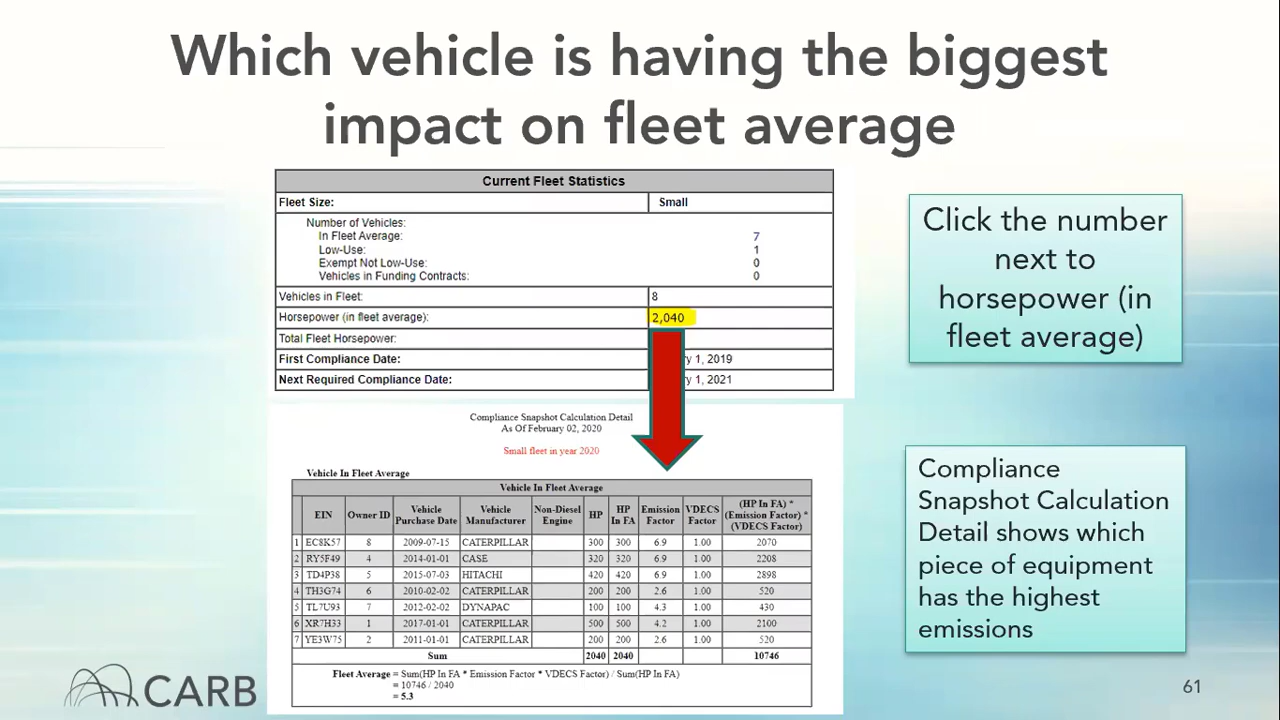 Which vehicle is having the biggest
impact on fleet average
Current Fleet Statistics
Fleet Size: Small
Number of Vehicles:
In Fleet Average: 7
Low-Use: 1
Exempt Not Low-Use: 0
Vehicles in Funding Contracts: 0
Vehicles in Fleet: 8
Horsepower (in fleet average): 2,040
Total Fleet Horsepower:
First Compliance Date: y 1, 2019
Next Required Compliance Date: y 1, 2021
Click the number
next to
horsepower (in
fleet average)
Compliance Snapshot Calculation Detail
As Of February 02, 2020
Small fleet in year 2020
Vehicle In Fleet Average
Vehicle In Fleet Average
EIN Owner ID Vehicle Purchase Date Vehicle Manufacturer Non-Diesel Engine HP HP In FA Emission Factor VDECS Factor (HP In FA) * (Emission Factor) * (VDECS Factor)
1 EC8K57 8 2009-07-15 CATERPILLAR 300 300 6.9 1.00 2070
2 RY5F49 4 2014-01-01 CASE 320 320 6.9 1.00 2208
3 TD4P38 5 2015-07-03 HITACHI 420 420 6.9 1.00 2898
4 TH3G74 6 2010-02-02 CATERPILLAR 200 200 2.6 1.00 520
5 TL7U93 7 2012-02-02 DYNAPAC 100 100 4.3 1.00 430
6 XR7H33 1 2017-01-01 CATERPILLAR 500 500 4.2 1.00 2100
7 YE3W75 2 2011-01-01 CATERPILLAR 200 200 2.6 1.00 520
Sum 2040 2040 10746
Fleet Average = Sum(HP In FA * Emission Factor * VDECS Factor) / Sum(HP In FA)
= 10746 / 2040
= 5.3
Compliance
Snapshot Calculation
Detail shows which
piece of equipment
has the highest
emissions
CARB
61